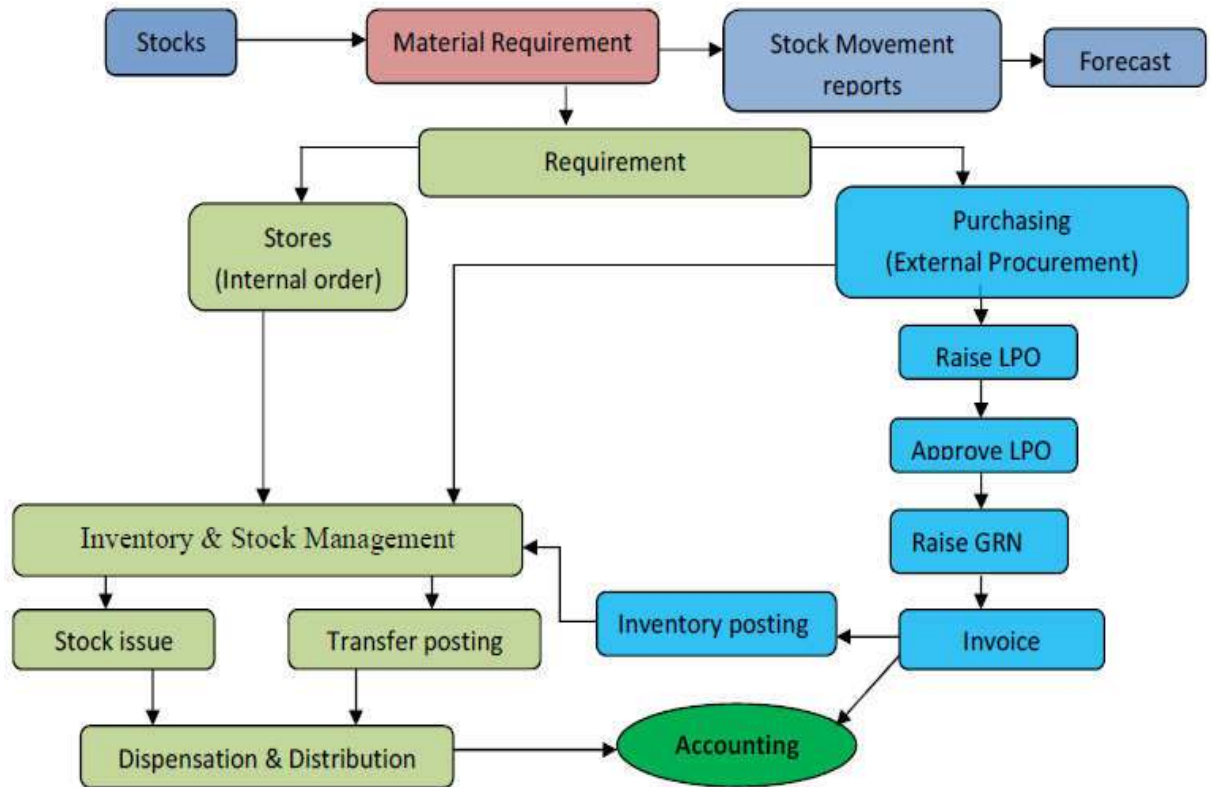 Stocks
Material Requirement
Stock Movement
reports
Forecast
Requirement
Stores
(Internal order)
Purchasing
(External Procurement)
Raise LPO
Approve LPO
Inventory & Stock Management
Raise GRN
Stock issue
Transfer posting
Inventory posting
Invoice
Dispensation & Distribution
Accounting